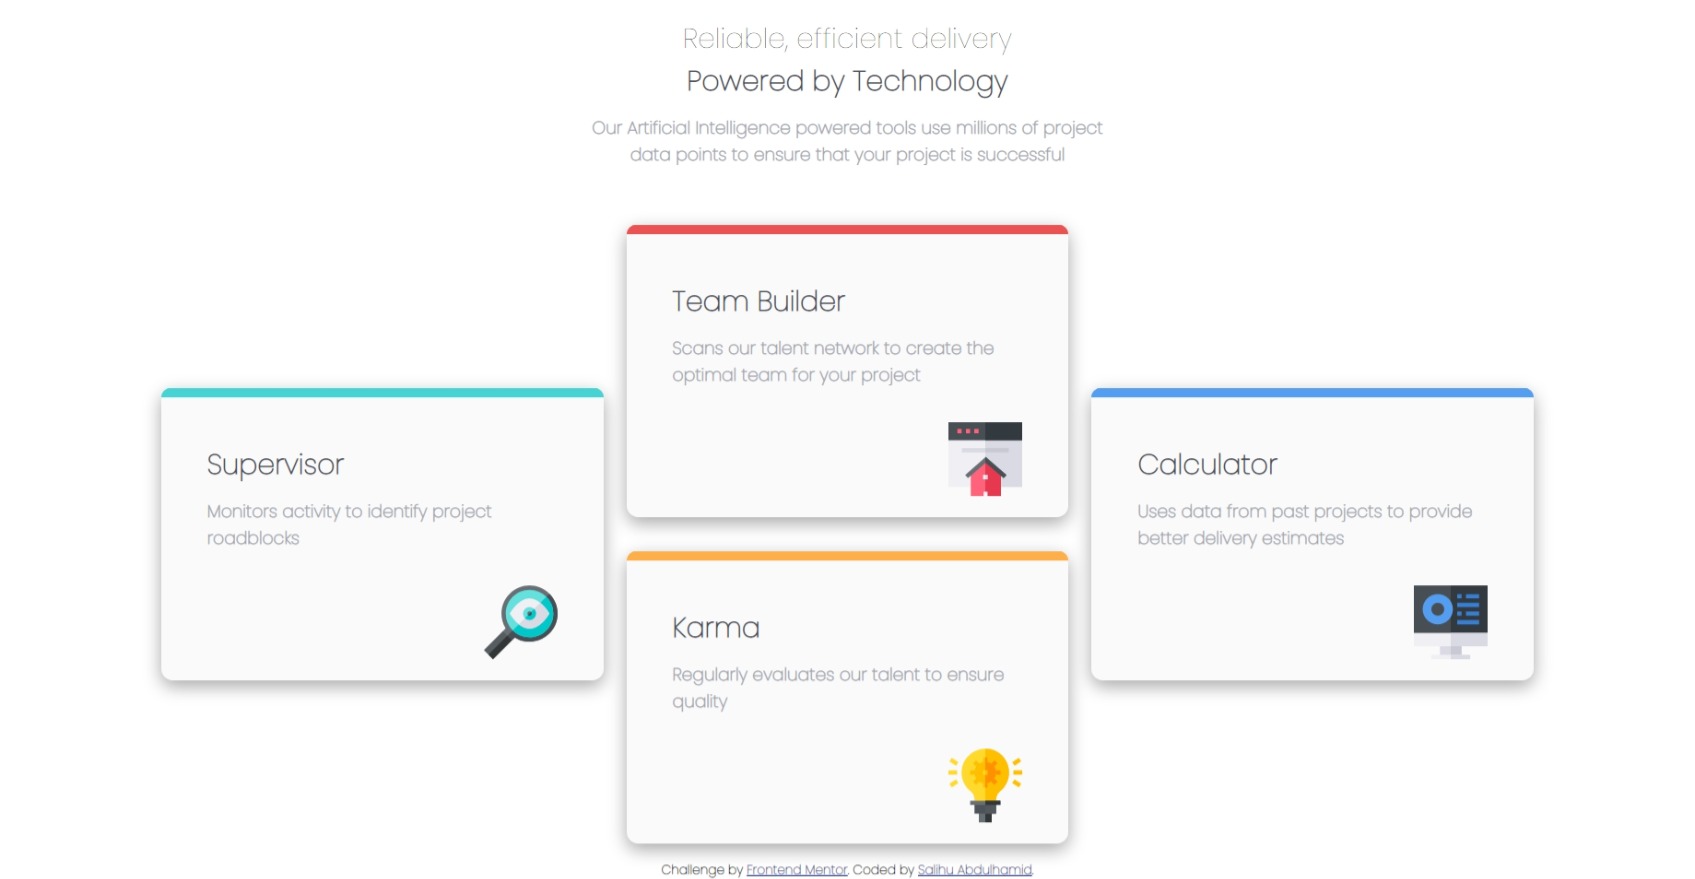 Reliable, efficient delivery
Powered by Technology
Our Artificial Intelligence powered tools use millions of project
data points to ensure that your project is successful
Team Builder
Scans our talent network to create the
optimal team for your project
Supervisor
Monitors activity to identify project
roadblocks
Calculator
Uses data from past projects to provide
better delivery estimates
Karma
Regularly evaluates our talent to ensure
quality
Challenge by Frontend Mentor. Coded by Salihu Abdulhamid.